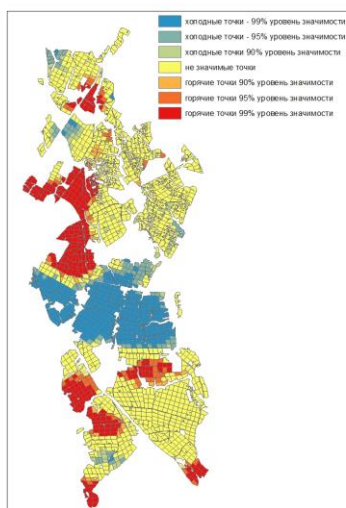 холодные точки - 99% уровень значимости
холодные точки - 95% уровень значимости
холодные точки 90% уровень значимости
не значимые точки
горячие точки 90% уровень значимости
горячие точки 95% уровень значимости
горячие точки 99% уровень значимости